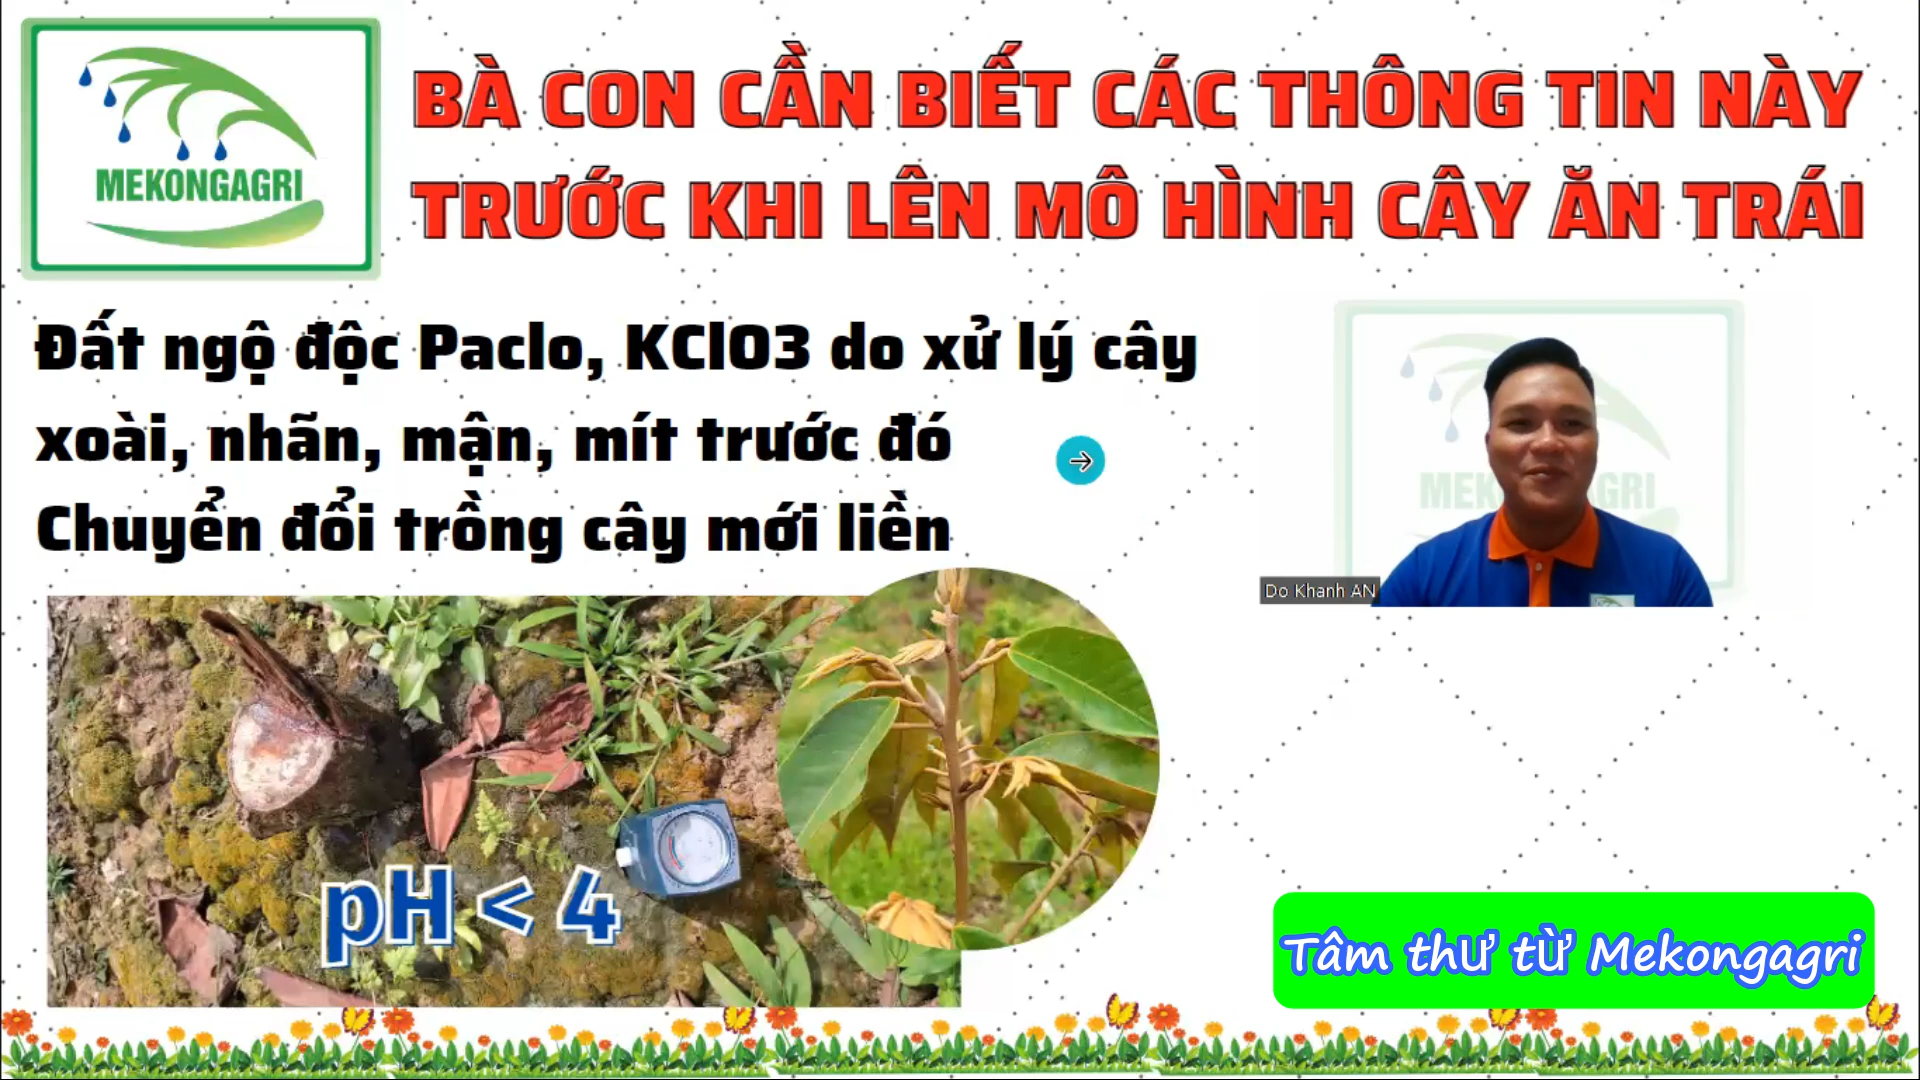 MEKONGAGRI
BÀ CON CẦN BIẾT CÁC THÔNG TIN NÀY
TRƯỚC KHI LÊN MÔ HÌNH CÂY ĂN TRÁI
Đất ngộ độc Paclo, KClO3 do xử lý cây
xoài, nhãn, mận, mít trước đó
Chuyển đổi trồng cây mới liền
MEK GRI
Do Khanh AN
pH < 4
Tâm thư từ Mekongagri